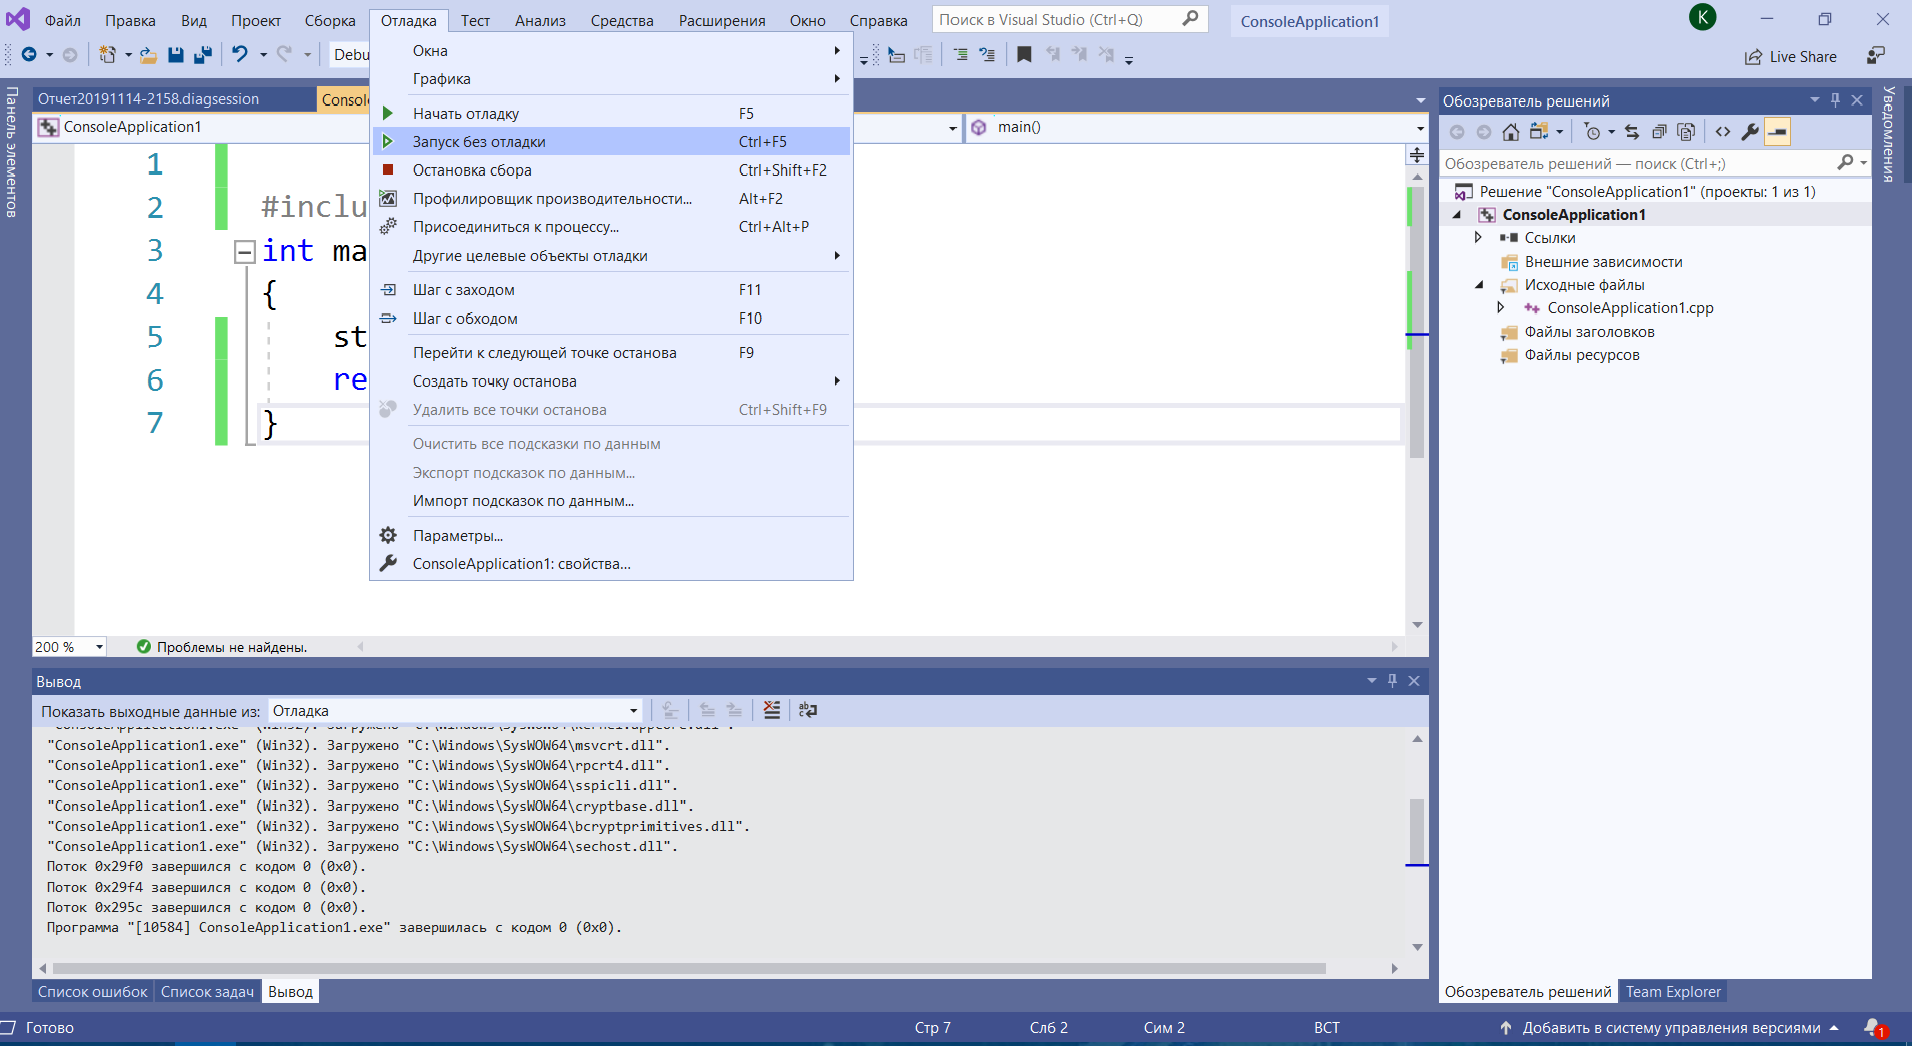 Файл Правка Вид Проект Сборка Отладка Тест Анализ Средства Расширения Окно Справка Поиск в Visual Studio (Ctrl+Q) ConsoleApplication1 K
Debu Live Share
Окна
Графика
Начать отладку F5
Запуск без отладки Ctrl+F5
Остановка сбора Ctrl+Shift+F2
Профилировщик производительности... Alt+F2
Присоединиться к процессу... Ctrl+Alt+P
Другие целевые объекты отладки
Шаг с заходом F11
Шаг с обходом F10
Перейти к следующей точке останова F9
Создать точку останова
Удалить все точки останова Ctrl+Shift+F9
Очистить все подсказки по данным
Экспорт подсказок по данным...
Импорт подсказок по данным...
Параметры...
ConsoleApplication1: свойства...
Панель элементов
Отчет20191114-2158.diagsession Consol
ConsoleApplication1 main()
1
2 #inclu
3 int ma
4 {
5 st
6 re
7 }
200 % Проблемы не найдены.
Обозреватель решений
Обозреватель решений — поиск (Ctrl+;)
Решение "ConsoleApplication1" (проекты: 1 из 1)
ConsoleApplication1
Ссылки
Внешние зависимости
Исходные файлы
ConsoleApplication1.cpp
Файлы заголовков
Файлы ресурсов
Уведомления
Вывод
Показать выходные данные из: Отладка
"ConsoleApplication1.exe" (Win32). Загружено "C:\Windows\SysWOW64\kernel.appcore.dll".
"ConsoleApplication1.exe" (Win32). Загружено "C:\Windows\SysWOW64\msvcrt.dll".
"ConsoleApplication1.exe" (Win32). Загружено "C:\Windows\SysWOW64\rpcrt4.dll".
"ConsoleApplication1.exe" (Win32). Загружено "C:\Windows\SysWOW64\sspicli.dll".
"ConsoleApplication1.exe" (Win32). Загружено "C:\Windows\SysWOW64\cryptbase.dll".
"ConsoleApplication1.exe" (Win32). Загружено "C:\Windows\SysWOW64\bcryptprimitives.dll".
"ConsoleApplication1.exe" (Win32). Загружено "C:\Windows\SysWOW64\sechost.dll".
Поток 0x29f0 завершился с кодом 0 (0x0).
Поток 0x29f4 завершился с кодом 0 (0x0).
Поток 0x295c завершился с кодом 0 (0x0).
Программа "[10584] ConsoleApplication1.exe" завершилась с кодом 0 (0x0).
Список ошибок Список задач Вывод
Обозреватель решений Team Explorer
Готово Стр 7 Слб 2 Сим 2 ВСТ Добавить в систему управления версиями 1